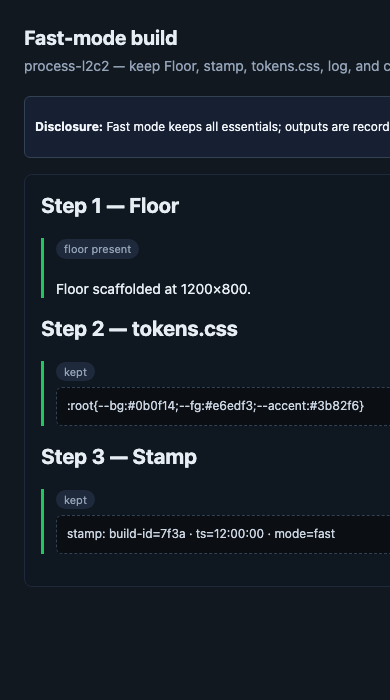 Fast-mode build
process-l2c2 — keep Floor, stamp, tokens.css, log, and
Disclosure: Fast mode keeps all essentials; outputs are record
Step 1 — Floor
floor present
Floor scaffolded at 1200×800.
Step 2 — tokens.css
kept
:root{--bg:#0b0f14;--fg:#e6edf3;--accent:#3b82f6}
Step 3 — Stamp
kept
stamp: build-id=7f3a · ts=12:00:00 · mode=fast